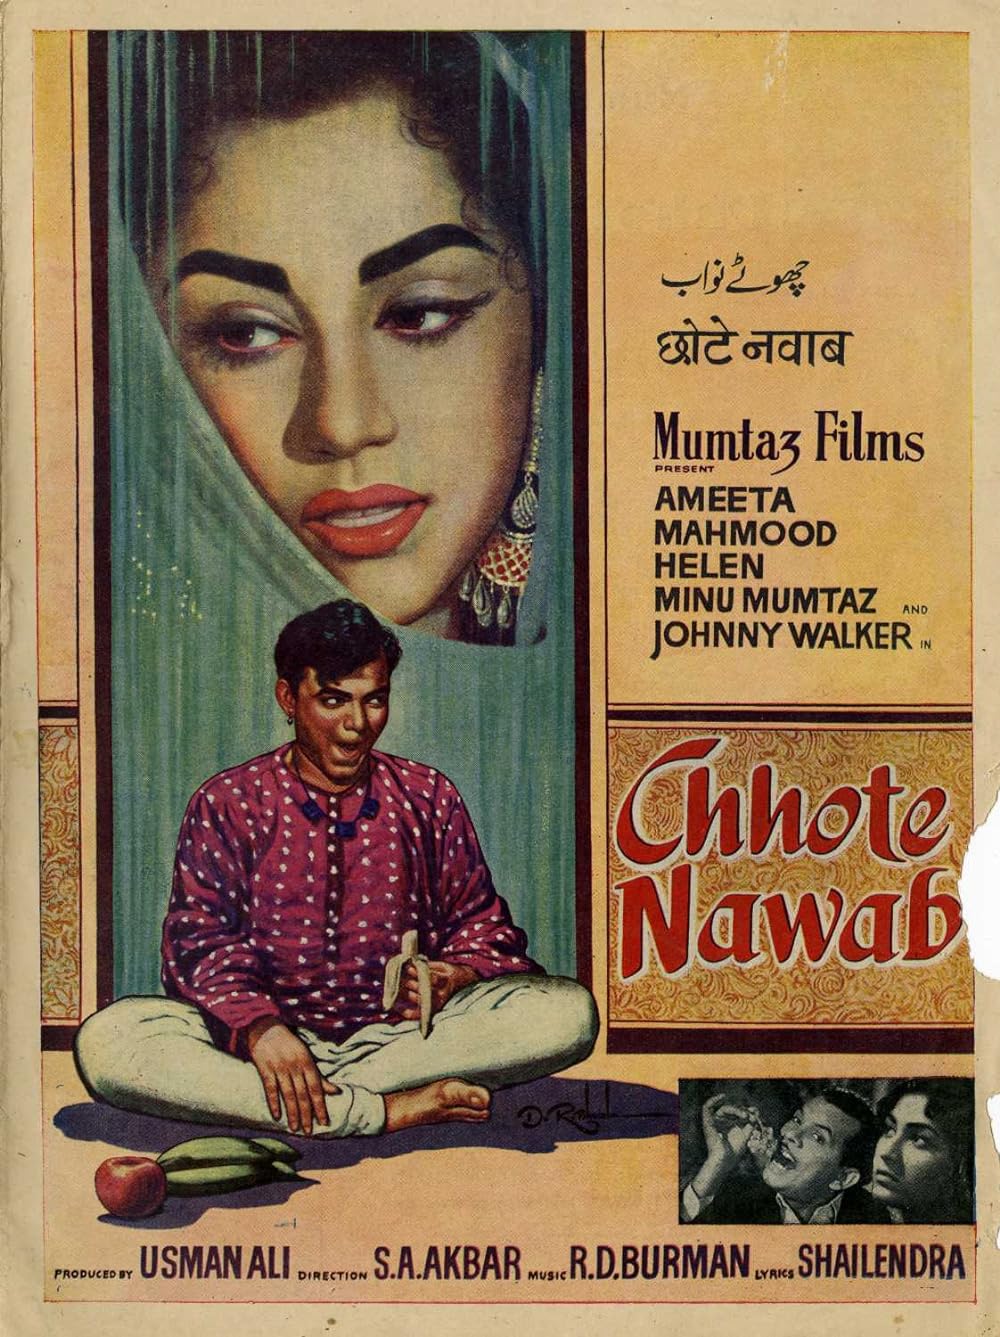 چھوٹے نواب
छोटे नवाब
Mumtaz Films
PRESENT
AMEETA
MAHMOOD
HELEN
MINU MUMTAZ AND
JOHNNY WALKER IN
Chhote
Nawab
PRODUCED BY USMAN ALI DIRECTION S.A.AKBAR MUSIC R.D.BURMAN LYRICS SHAILENDRA